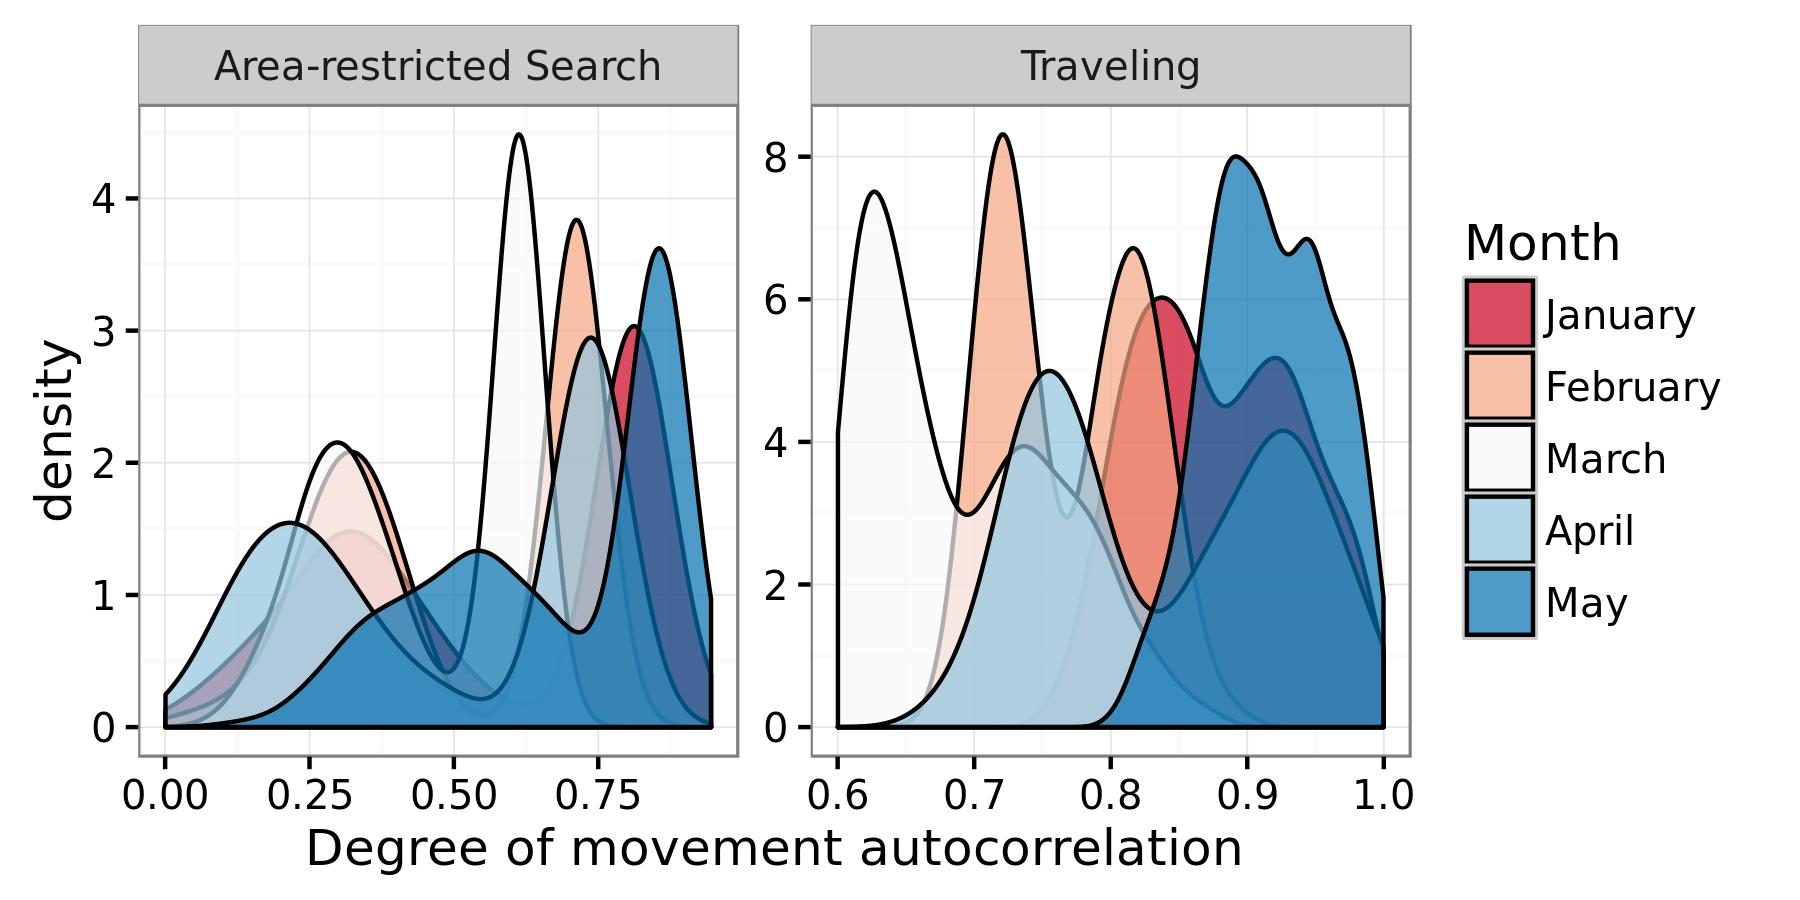 Area-restricted Search
Traveling
density
4
3
2
1
0
0.00 0.25 0.50 0.75
8
6
4
2
0
0.6 0.7 0.8 0.9 1.0
Degree of movement autocorrelation
Month
January
February
March
April
May